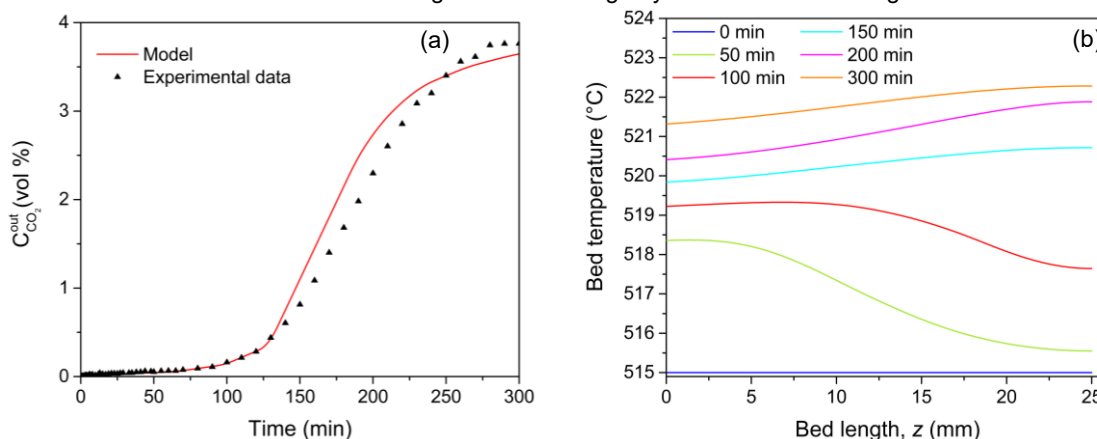 (a)
Model
Experimental data
4
3
2
1
0
C_CO2^out (vol %)
0 50 100 150 200 250 300
Time (min)
(b)
0 min 150 min
50 min 200 min
100 min 300 min
524
523
522
521
520
519
518
517
516
515
Bed temperature (°C)
0 5 10 15 20 25
Bed length, z (mm)